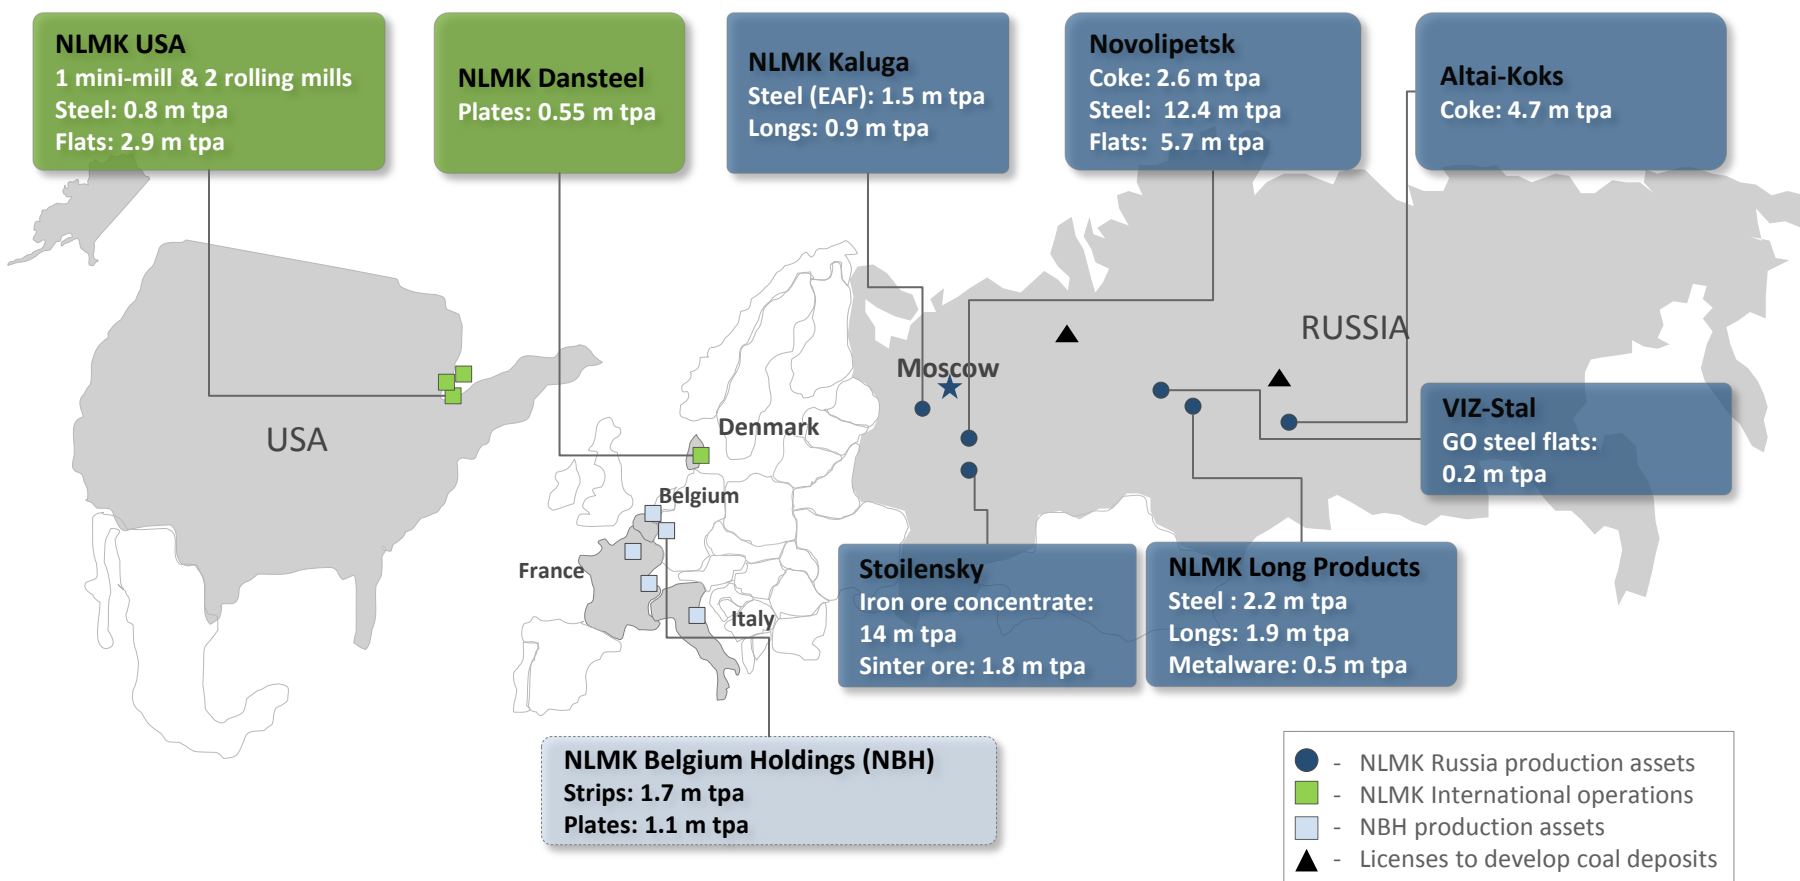 NLMK USA
1 mini-mill & 2 rolling mills
Steel: 0.8 m tpa
Flats: 2.9 m tpa
NLMK Dansteel
Plates: 0.55 m tpa
NLMK Kaluga
Steel (EAF): 1.5 m tpa
Longs: 0.9 m tpa
Novolipetsk
Coke: 2.6 m tpa
Steel: 12.4 m tpa
Flats: 5.7 m tpa
Altai-Koks
Coke: 4.7 m tpa
RUSSIA
Moscow
USA
Denmark
VIZ-Stal
GO steel flats:
0.2 m tpa
Belgium
France
Italy
Stoilensky
Iron ore concentrate:
14 m tpa
Sinter ore: 1.8 m tpa
NLMK Long Products
Steel : 2.2 m tpa
Longs: 1.9 m tpa
Metalware: 0.5 m tpa
NLMK Belgium Holdings (NBH)
Strips: 1.7 m tpa
Plates: 1.1 m tpa
- NLMK Russia production assets
- NLMK International operations
- NBH production assets
- Licenses to develop coal deposits